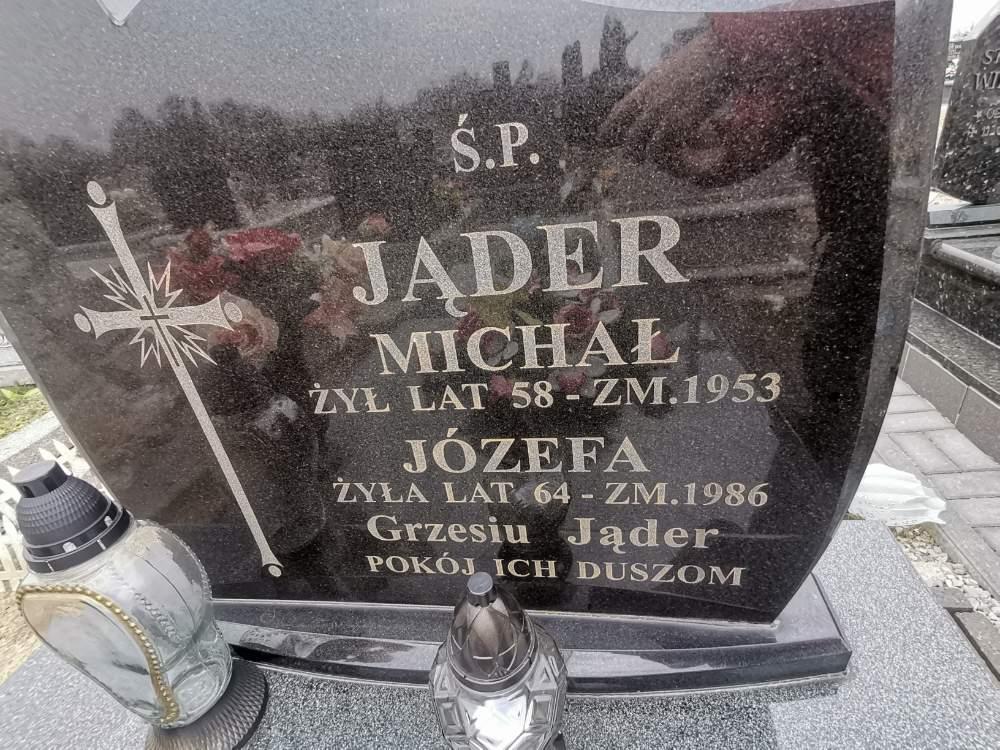 Ś.P.
JĄDER
MICHAŁ
ŻYŁ LAT 58 - ZM.1953
JÓZEFA
ŻYŁA LAT 64 - ZM.1986
Grzesiu Jąder
POKÓJ ICH DUSZOM